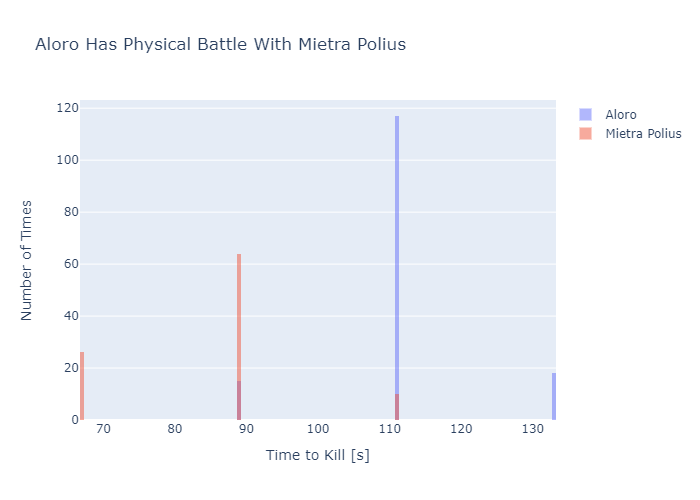 Aloro Has Physical Battle With Mietra Polius
120
100
80
60
40
20
0
Number of Times
70 80 90 100 110 120 130
Time to Kill [s]
Aloro
Mietra Polius